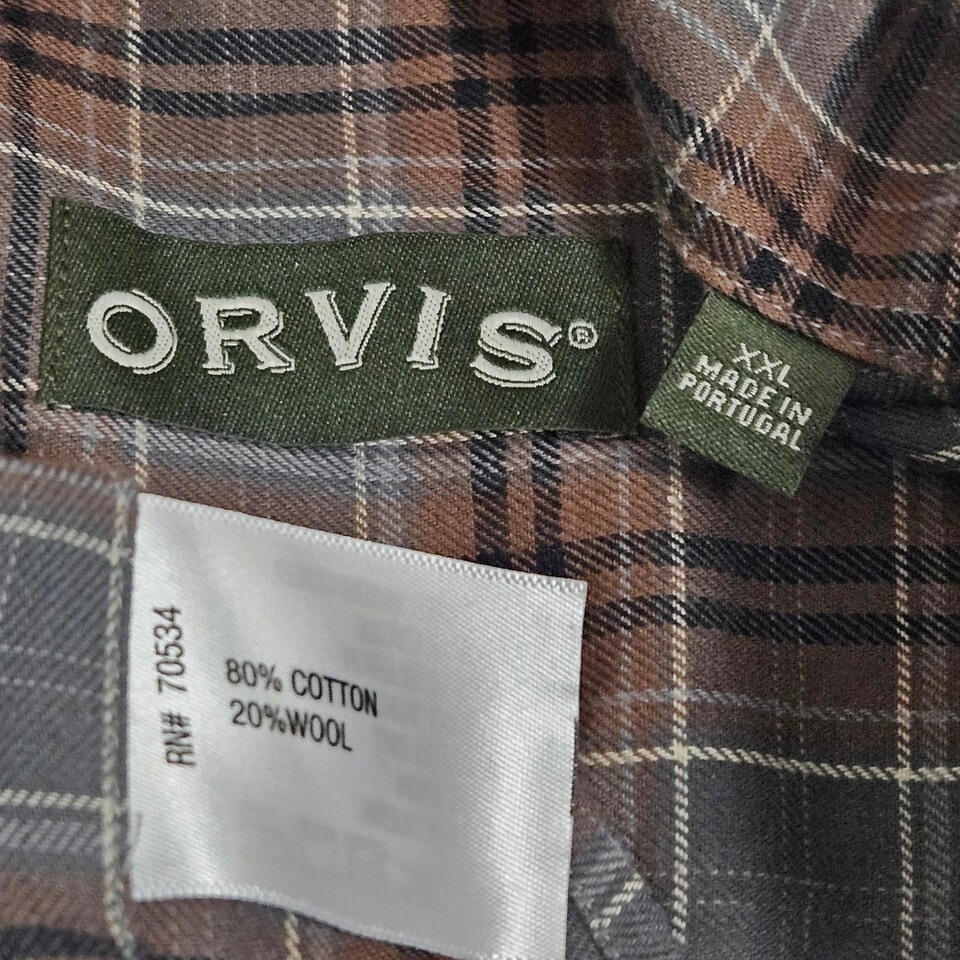 ORVIS®
XXL
MADE IN
PORTUGAL
RN# 70534
80% COTTON
20%WOOL